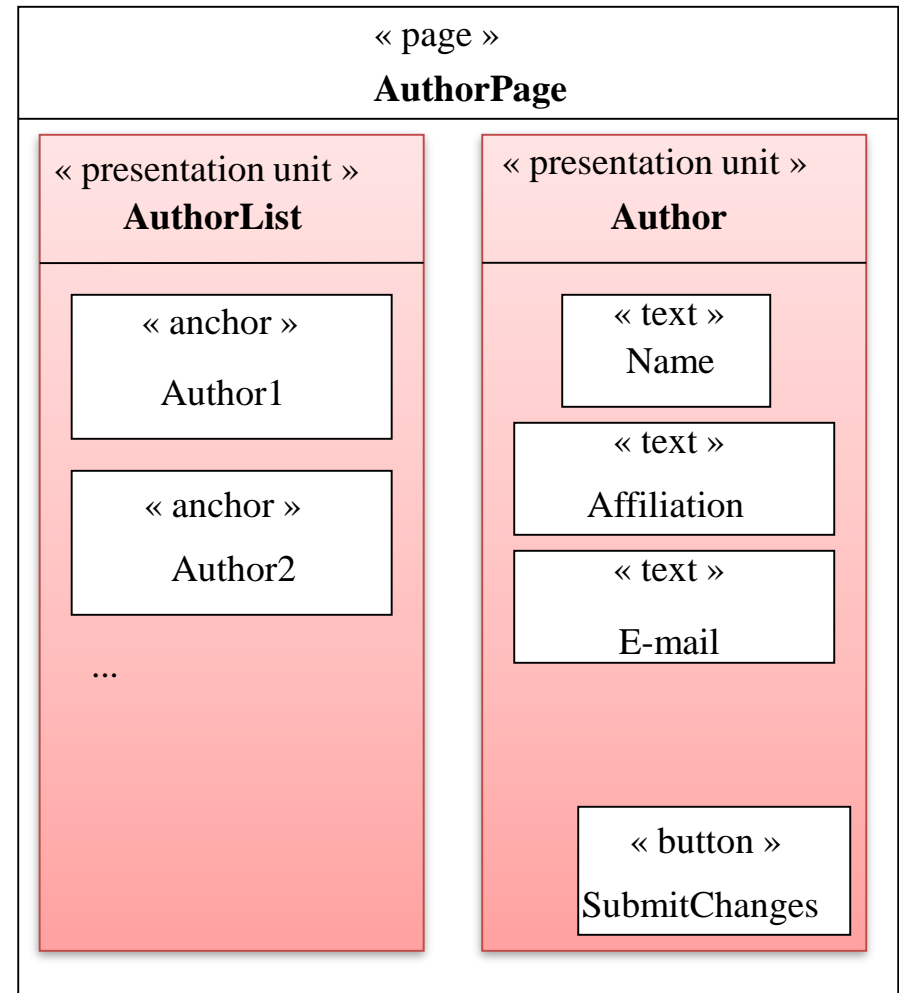 « page »
AuthorPage
« presentation unit »
AuthorList
« anchor »
Author1
« anchor »
Author2
...
« presentation unit »
Author
« text »
Name
« text »
Affiliation
« text »
E-mail
« button »
SubmitChanges